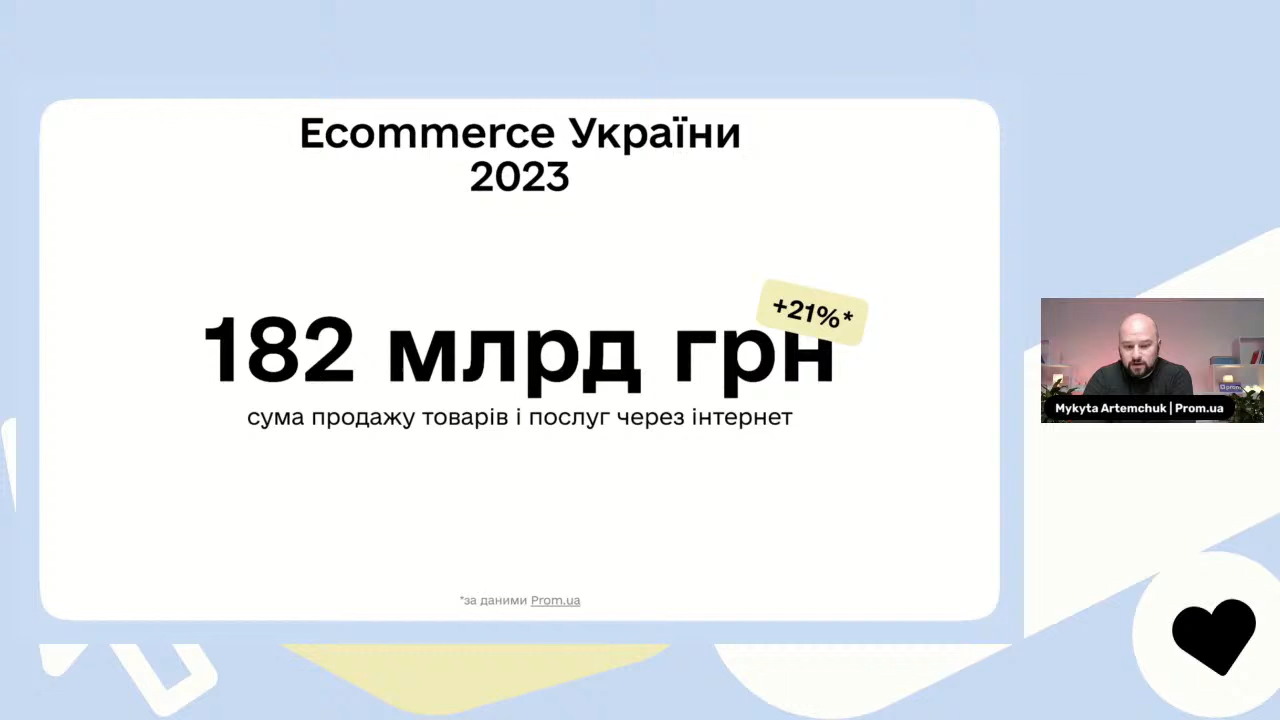 Ecommerce України
2023
+21%*
182 млрд грн
сума продажу товарів і послуг через інтернет
*за даними Prom.ua
Mykyta Artemchuk | Prom.ua